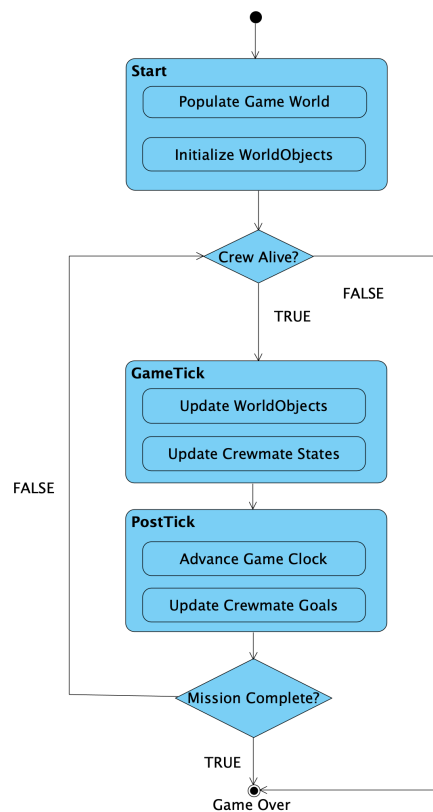 Start
Populate Game World
Initialize WorldObjects
Crew Alive?
FALSE
TRUE
GameTick
Update WorldObjects
Update Crewmate States
FALSE
PostTick
Advance Game Clock
Update Crewmate Goals
Mission Complete?
TRUE
Game Over